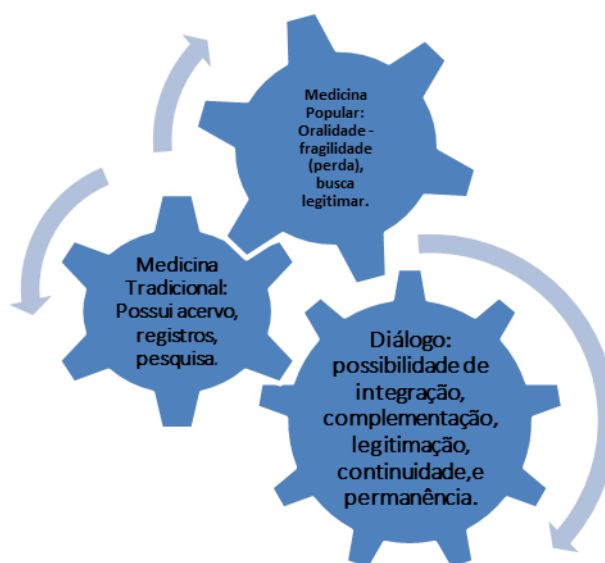 Medicina
Popular:
Oralidade -
fragilidade
(perda),
busca
legitimar.
Medicina
Tradicional:
Possui acervo,
registros,
pesquisa.
Diálogo:
possibilidade de
integração,
complementação,
legitimação,
continuidade,e
permanência.